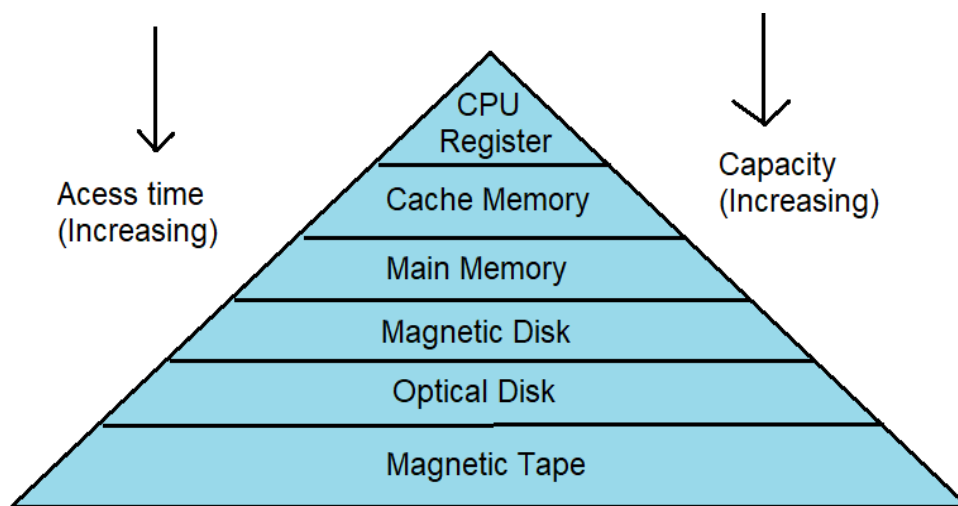 CPU
Register
Cache Memory
Main Memory
Magnetic Disk
Optical Disk
Magnetic Tape
Acess time
(Increasing)
Capacity
(Increasing)